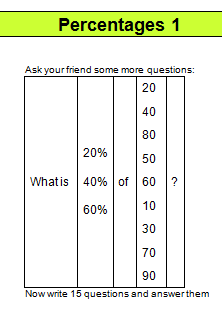 Percentages 1
Ask your friend some more questions:
20
40
80
20%
50
What is 40% of 60 ?
60%
10
30
70
90
Now write 15 questions and answer them